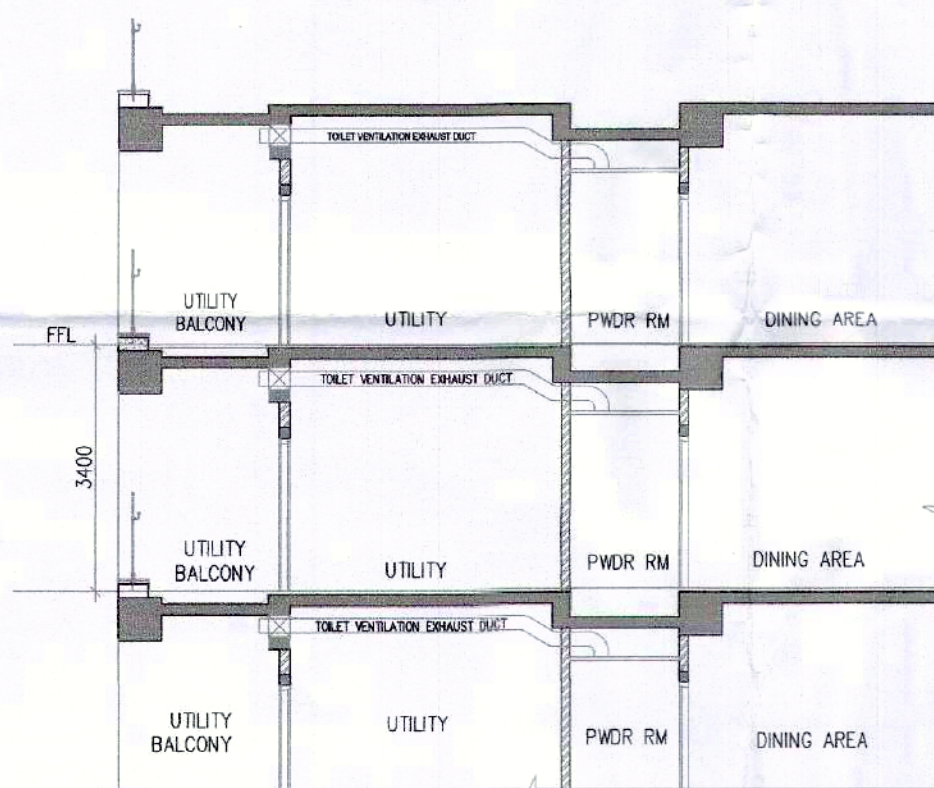 TOILET VENTILATION EXHAUST DUCT
UTILITY
BALCONY
UTILITY
PWDR RM
DINING AREA
FFL
TOILET VENTILATION EXHAUST DUCT
3400
UTILITY
BALCONY
UTILITY
PWDR RM
DINING AREA
TOILET VENTILATION EXHAUST DUCT
UTILITY
BALCONY
UTILITY
PWDR RM
DINING AREA